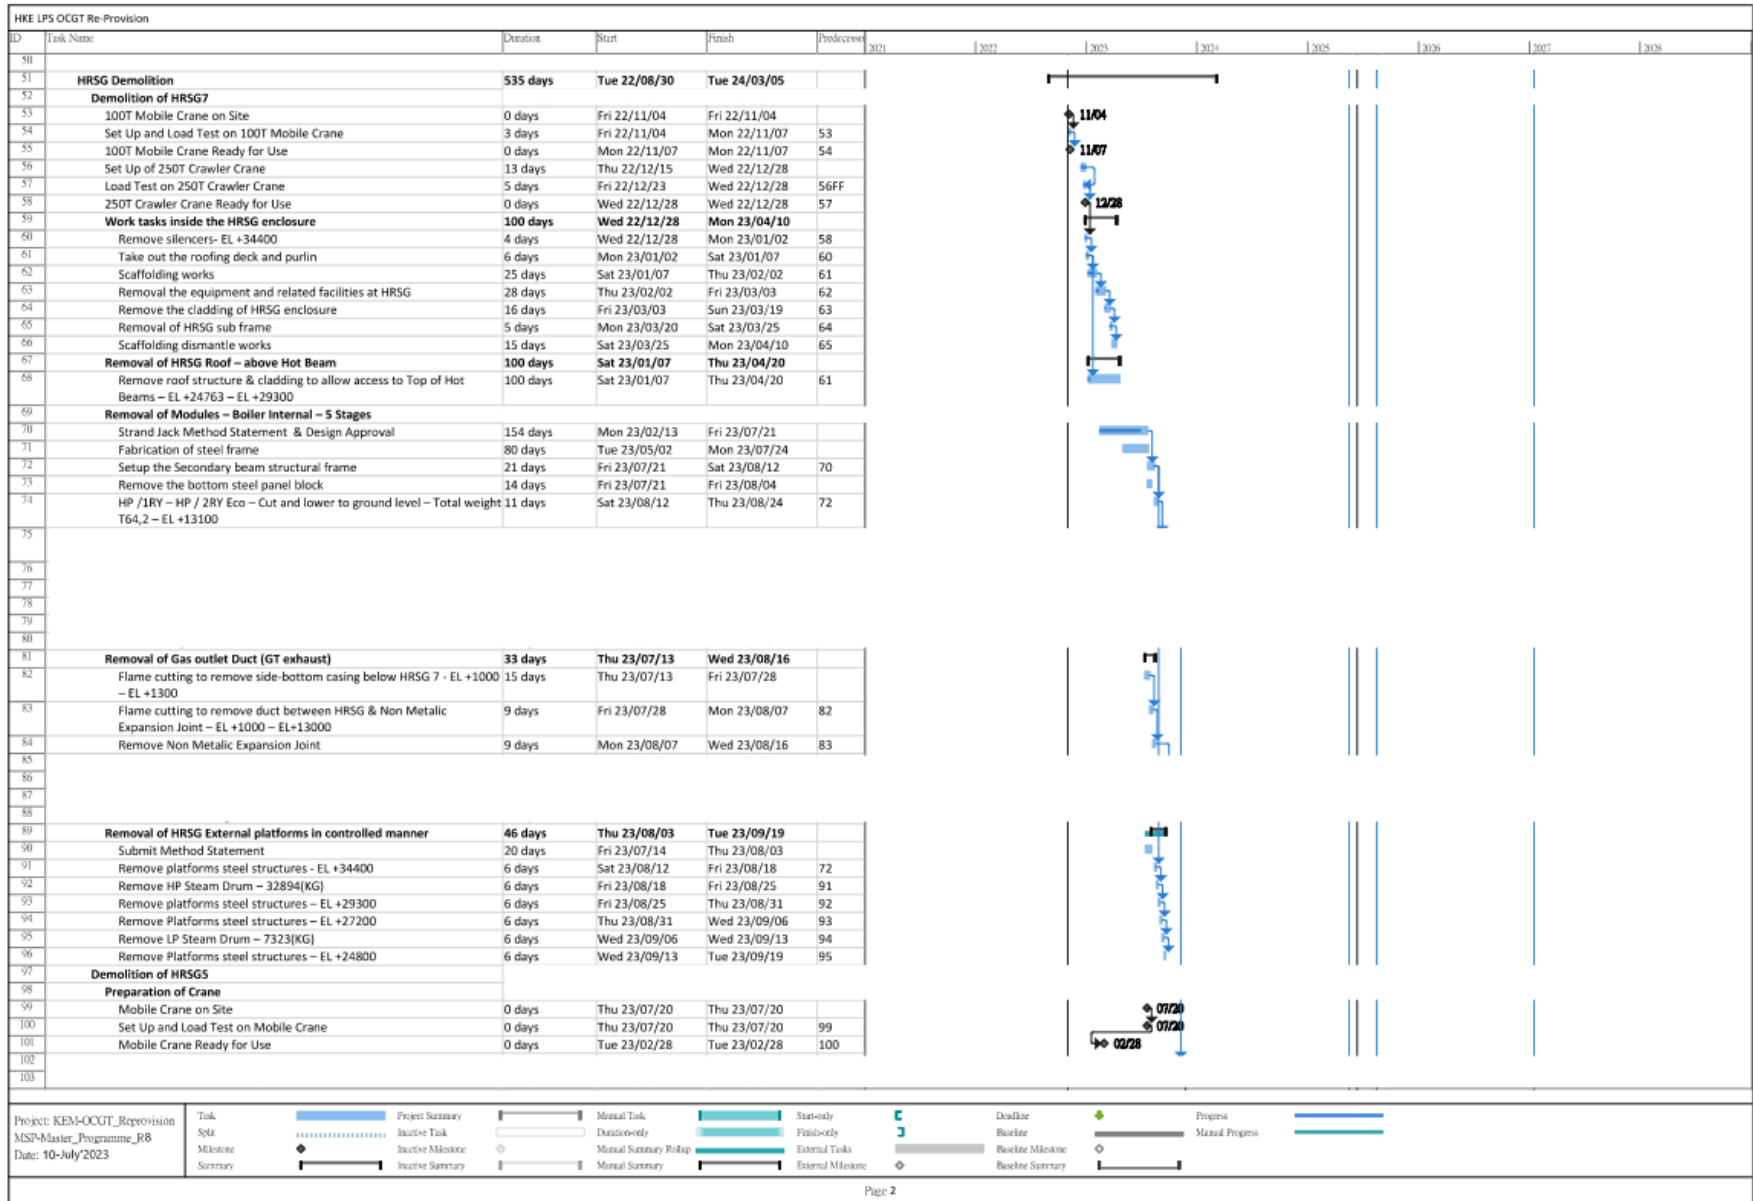 HKE LPS OCGT Re-Provision
ID Task Name Duration Start Finish Predecesso 2021 2022 2023 2024 2025 2026 2027 2028
50
51 HRSG Demolition 535 days Tue 22/08/30 Tue 24/03/05
52 Demolition of HRSG7
53 100T Mobile Crane on Site 0 days Fri 22/11/04 Fri 22/11/04 11/04
54 Set Up and Load Test on 100T Mobile Crane 3 days Fri 22/11/04 Mon 22/11/07 53
55 100T Mobile Crane Ready for Use 0 days Mon 22/11/07 Mon 22/11/07 54 11/07
56 Set Up of 250T Crawler Crane 13 days Thu 22/12/15 Wed 22/12/28
57 Load Test on 250T Crawler Crane 5 days Fri 22/12/23 Wed 22/12/28 56FF
58 250T Crawler Crane Ready for Use 0 days Wed 22/12/28 Wed 22/12/28 57 12/28
59 Work tasks inside the HRSG enclosure 100 days Wed 22/12/28 Mon 23/04/10
60 Remove silencers- EL +34400 4 days Wed 22/12/28 Mon 23/01/02 58
61 Take out the roofing deck and purlin 6 days Mon 23/01/02 Sat 23/01/07 60
62 Scaffolding works 25 days Sat 23/01/07 Thu 23/02/02 61
63 Removal the equipment and related facilities at HRSG 28 days Thu 23/02/02 Fri 23/03/03 62
64 Remove the cladding of HRSG enclosure 16 days Fri 23/03/03 Sun 23/03/19 63
65 Removal of HRSG sub frame 5 days Mon 23/03/20 Sat 23/03/25 64
66 Scaffolding dismantle works 15 days Sat 23/03/25 Mon 23/04/10 65
67 Removal of HRSG Roof – above Hot Beam 100 days Sat 23/01/07 Thu 23/04/20
68 Remove roof structure & cladding to allow access to Top of Hot 100 days Sat 23/01/07 Thu 23/04/20 61
Beams – EL +24763 – EL +29300
69 Removal of Modules – Boiler Internal – 5 Stages
70 Strand Jack Method Statement & Design Approval 154 days Mon 23/02/13 Fri 23/07/21
71 Fabrication of steel frame 80 days Tue 23/05/02 Mon 23/07/24
72 Setup the Secondary beam structural frame 21 days Fri 23/07/21 Sat 23/08/12 70
73 Remove the bottom steel panel block 14 days Fri 23/07/21 Fri 23/08/04
74 HP /1RY – HP / 2RY Eco – Cut and lower to ground level – Total weight 11 days Sat 23/08/12 Thu 23/08/24 72
T64,2 – EL +13100
75
76
77
78
79
80
81 Removal of Gas outlet Duct (GT exhaust) 33 days Thu 23/07/13 Wed 23/08/16
82 Flame cutting to remove side-bottom casing below HRSG 7 - EL +1000 15 days Thu 23/07/13 Fri 23/07/28
– EL +1300
83 Flame cutting to remove duct between HRSG & Non Metalic 9 days Fri 23/07/28 Mon 23/08/07 82
Expansion Joint – EL +1000 – EL+13000
84 Remove Non Metalic Expansion Joint 9 days Mon 23/08/07 Wed 23/08/16 83
85
86
87
88
89 Removal of HRSG External platforms in controlled manner 46 days Thu 23/08/03 Tue 23/09/19
90 Submit Method Statement 20 days Fri 23/07/14 Thu 23/08/03
91 Remove platforms steel structures - EL +34400 6 days Sat 23/08/12 Fri 23/08/18 72
92 Remove HP Steam Drum – 32894(KG) 6 days Fri 23/08/18 Fri 23/08/25 91
93 Remove platforms steel structures – EL +29300 6 days Fri 23/08/25 Thu 23/08/31 92
94 Remove Platforms steel structures – EL +27200 6 days Thu 23/08/31 Wed 23/09/06 93
95 Remove LP Steam Drum – 7323(KG) 6 days Wed 23/09/06 Wed 23/09/13 94
96 Remove Platforms steel structures – EL +24800 6 days Wed 23/09/13 Tue 23/09/19 95
97 Demolition of HRSG5
98 Preparation of Crane
99 Mobile Crane on Site 0 days Thu 23/07/20 Thu 23/07/20 07/20
100 Set Up and Load Test on Mobile Crane 0 days Thu 23/07/20 Thu 23/07/20 99 07/20
101 Mobile Crane Ready for Use 0 days Tue 23/02/28 Tue 23/02/28 100 02/28
102
103
Project: KEM-OCGT_Reprovision
MSP-Master_Programme_R8
Date: 10-July'2023
Task Project Summary Manual Task Start-only Deadline Progress
Split Inactive Task Duration-only Finish-only Baseline Manual Progress
Milestone Inactive Milestone Manual Summary Rollup External Tasks Baseline Milestone
Summary Inactive Summary Manual Summary External Milestone Baseline Summary
Page 2